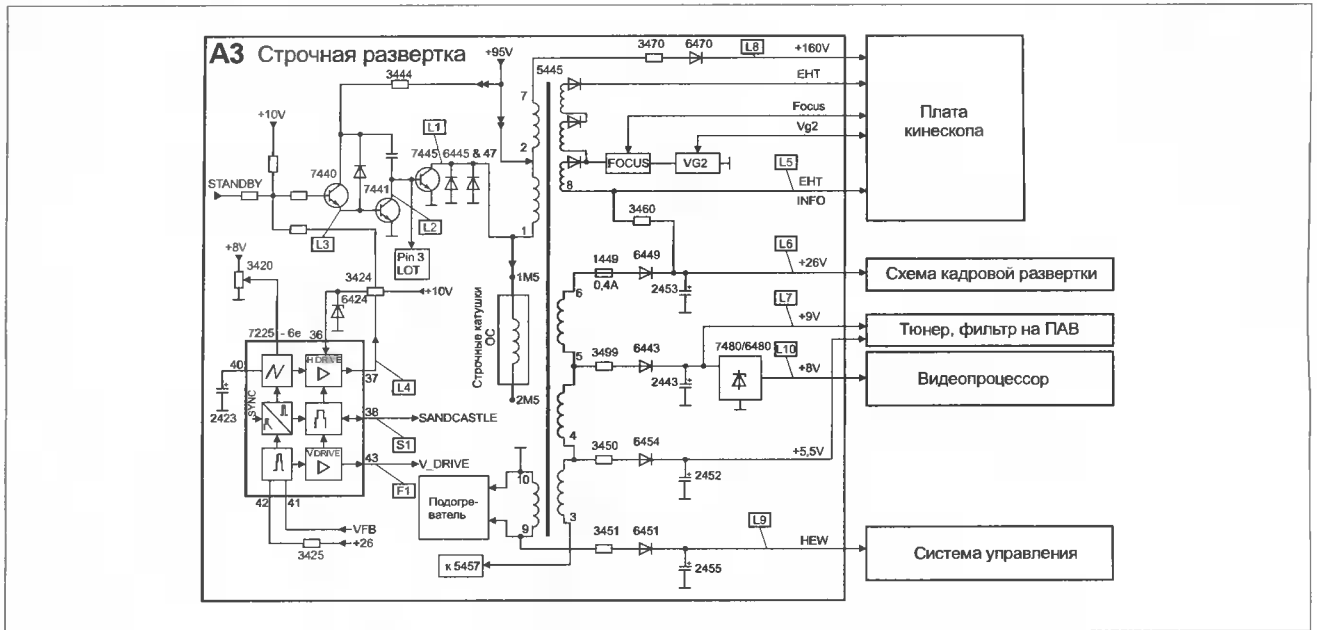 А3 Строчная развертка
+95V
3444
+10V
STANDBY
7440
7441
L1
7445 6445 & 47
L3
L2
Pin 3
LOT
+8V
3420
3424
6424
+10V
7225 - 6e
36
H DRIVE
40
37
L4
2423
SYNC
38
SANDCASTLE
S1
V DRIVE
43
V_DRIVE
F1
42
41
VFB
+26
3425
5445
7
2
1
8
1M5
Строчные катушки
ОС
2M5
3470
6470
L8
+160V
EHT
Focus
Vg2
FOCUS
VG2
L5
EHT
INFO
3460
Плата
кинескопа
1449
0,4A
6449
2453
L6
+26V
Схема кадровой развертки
6
5
3499
6443
2443
L7
+9V
7480/6480
L10
+8V
Тюнер, фильтр на ПАВ
Видеопроцессор
4
3450
6454
2452
+5,5V
3
10
9
Подогре-
ватель
к 5457
3451
6451
2455
L9
HEW
Система управления